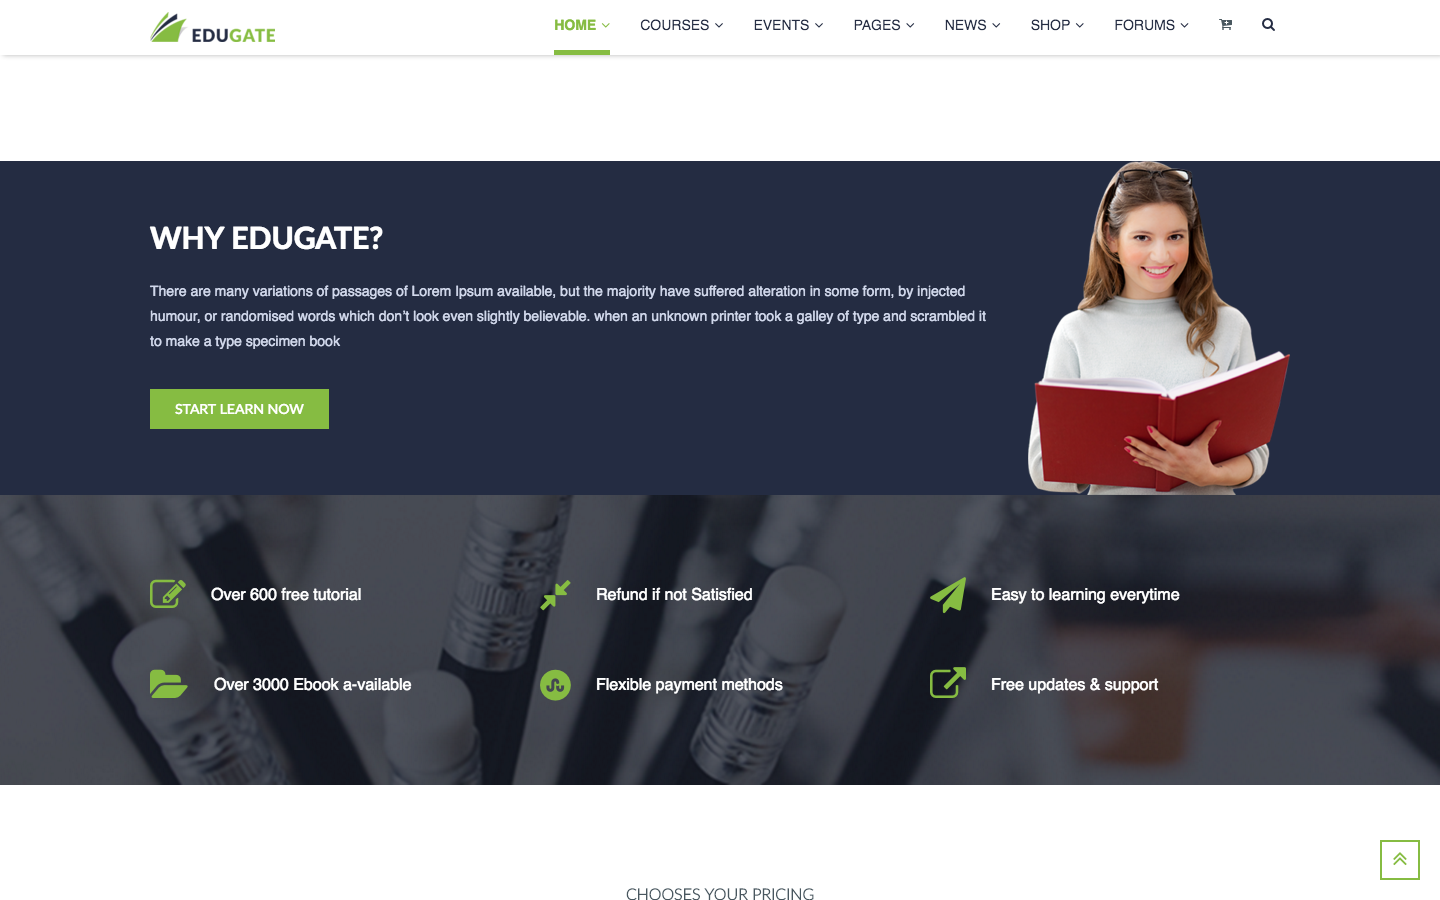 EDUGATE
HOME COURSES EVENTS PAGES NEWS SHOP FORUMS
WHY EDUGATE?
There are many variations of passages of Lorem Ipsum available, but the majority have suffered alteration in some form, by injected
humour, or randomised words which don't look even slightly believable. when an unknown printer took a galley of type and scrambled it
to make a type specimen book
START LEARN NOW
Over 600 free tutorial
Refund if not Satisfied
Easy to learning everytime
Over 3000 Ebook a-vailable
Flexible payment methods
Free updates & support
CHOOSES YOUR PRICING